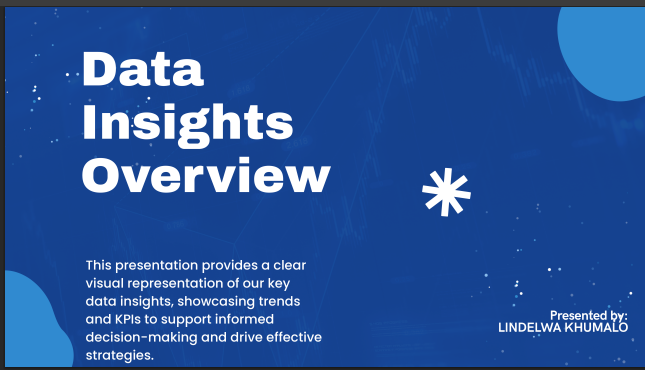 Data
Insights
Overview
This presentation provides a clear
visual representation of our key
data insights, showcasing trends
and KPIs to support informed
decision-making and drive effective
strategies.
Presented by:
LINDELWA KHUMALO